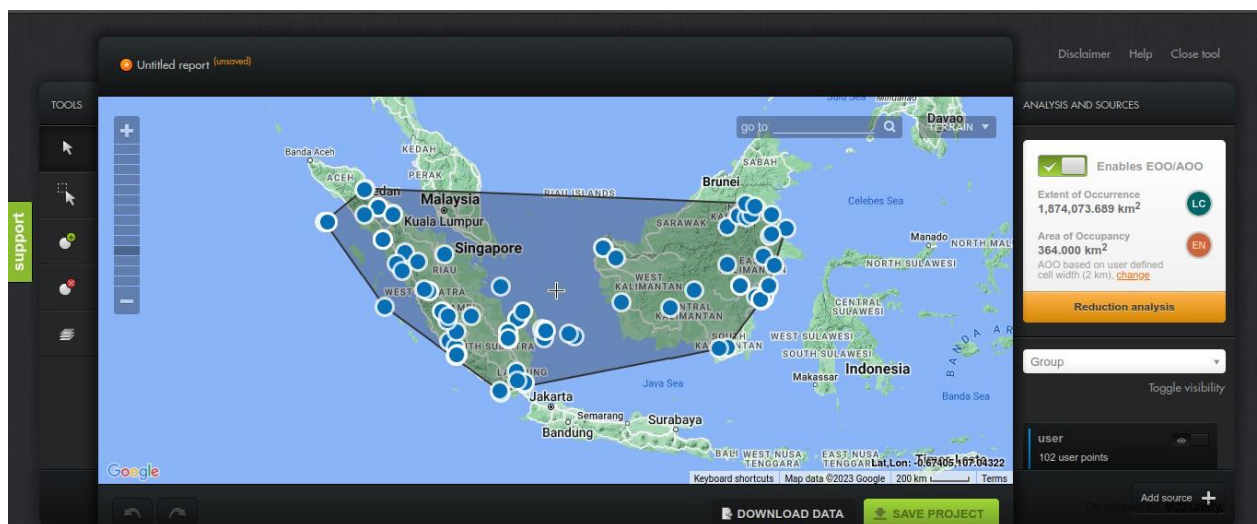 Untitled report (unsaved)
Disclaimer Help Close tool
TOOLS
ANALYSIS AND SOURCES
support
go to
TERRAIN
Enables EOO/AOO
Extent of Occurrence
1,874,073.689 km²
LC
Area of Occupancy
364.000 km²
EN
AOO based on user defined
cell width (2 km), change
Reduction analysis
Group
Toggle visibility
user
102 user points
Add source
Sulu Sea
Davao
Banda Aceh
KEDAH
ACEH
PERAK
SABAH
Brunei
Malaysia
RIAU ISLANDS
Kuala Lumpur
SARAWAK
Celebes Sea
Singapore
Manado
RIAU
NORTH SULAWESI
WEST
KALIMANTAN
CENTRAL
KALIMANTAN
CENTRAL
SULAWESI
WEST SULAWESI
SOUTH SULAWESI
Makassar
Indonesia
BANDA
Banda Sea
Java Sea
Jakarta
Semarang
Surabaya
Bandung
BALI
WEST NUSA
TENGGARA
EAST NUSA
Lat,Lon: -0.67405,107.04322
Google
Keyboard shortcuts Map data ©2023 Google 200 km Terms
DOWNLOAD DATA
SAVE PROJECT